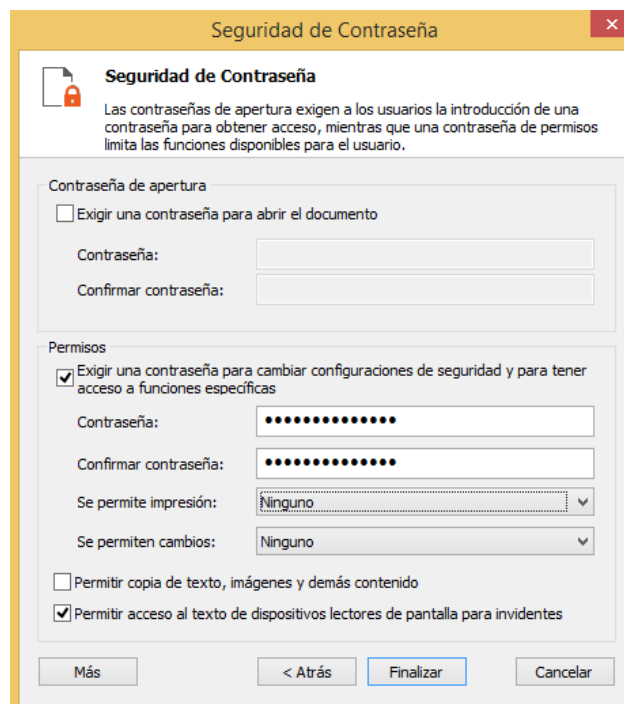 Seguridad de Contraseña
Seguridad de Contraseña
Las contraseñas de apertura exigen a los usuarios la introducción de una
contraseña para obtener acceso, mientras que una contraseña de permisos
limita las funciones disponibles para el usuario.
Contraseña de apertura
Exigir una contraseña para abrir el documento
Contraseña:
Confirmar contraseña:
Permisos
Exigir una contraseña para cambiar configuraciones de seguridad y para tener
acceso a funciones específicas
Contraseña: ••••••••••••••
Confirmar contraseña: ••••••••••••••
Se permite impresión: Ninguno
Se permiten cambios: Ninguno
Permitir copia de texto, imágenes y demás contenido
Permitir acceso al texto de dispositivos lectores de pantalla para invidentes
Más < Atrás Finalizar Cancelar